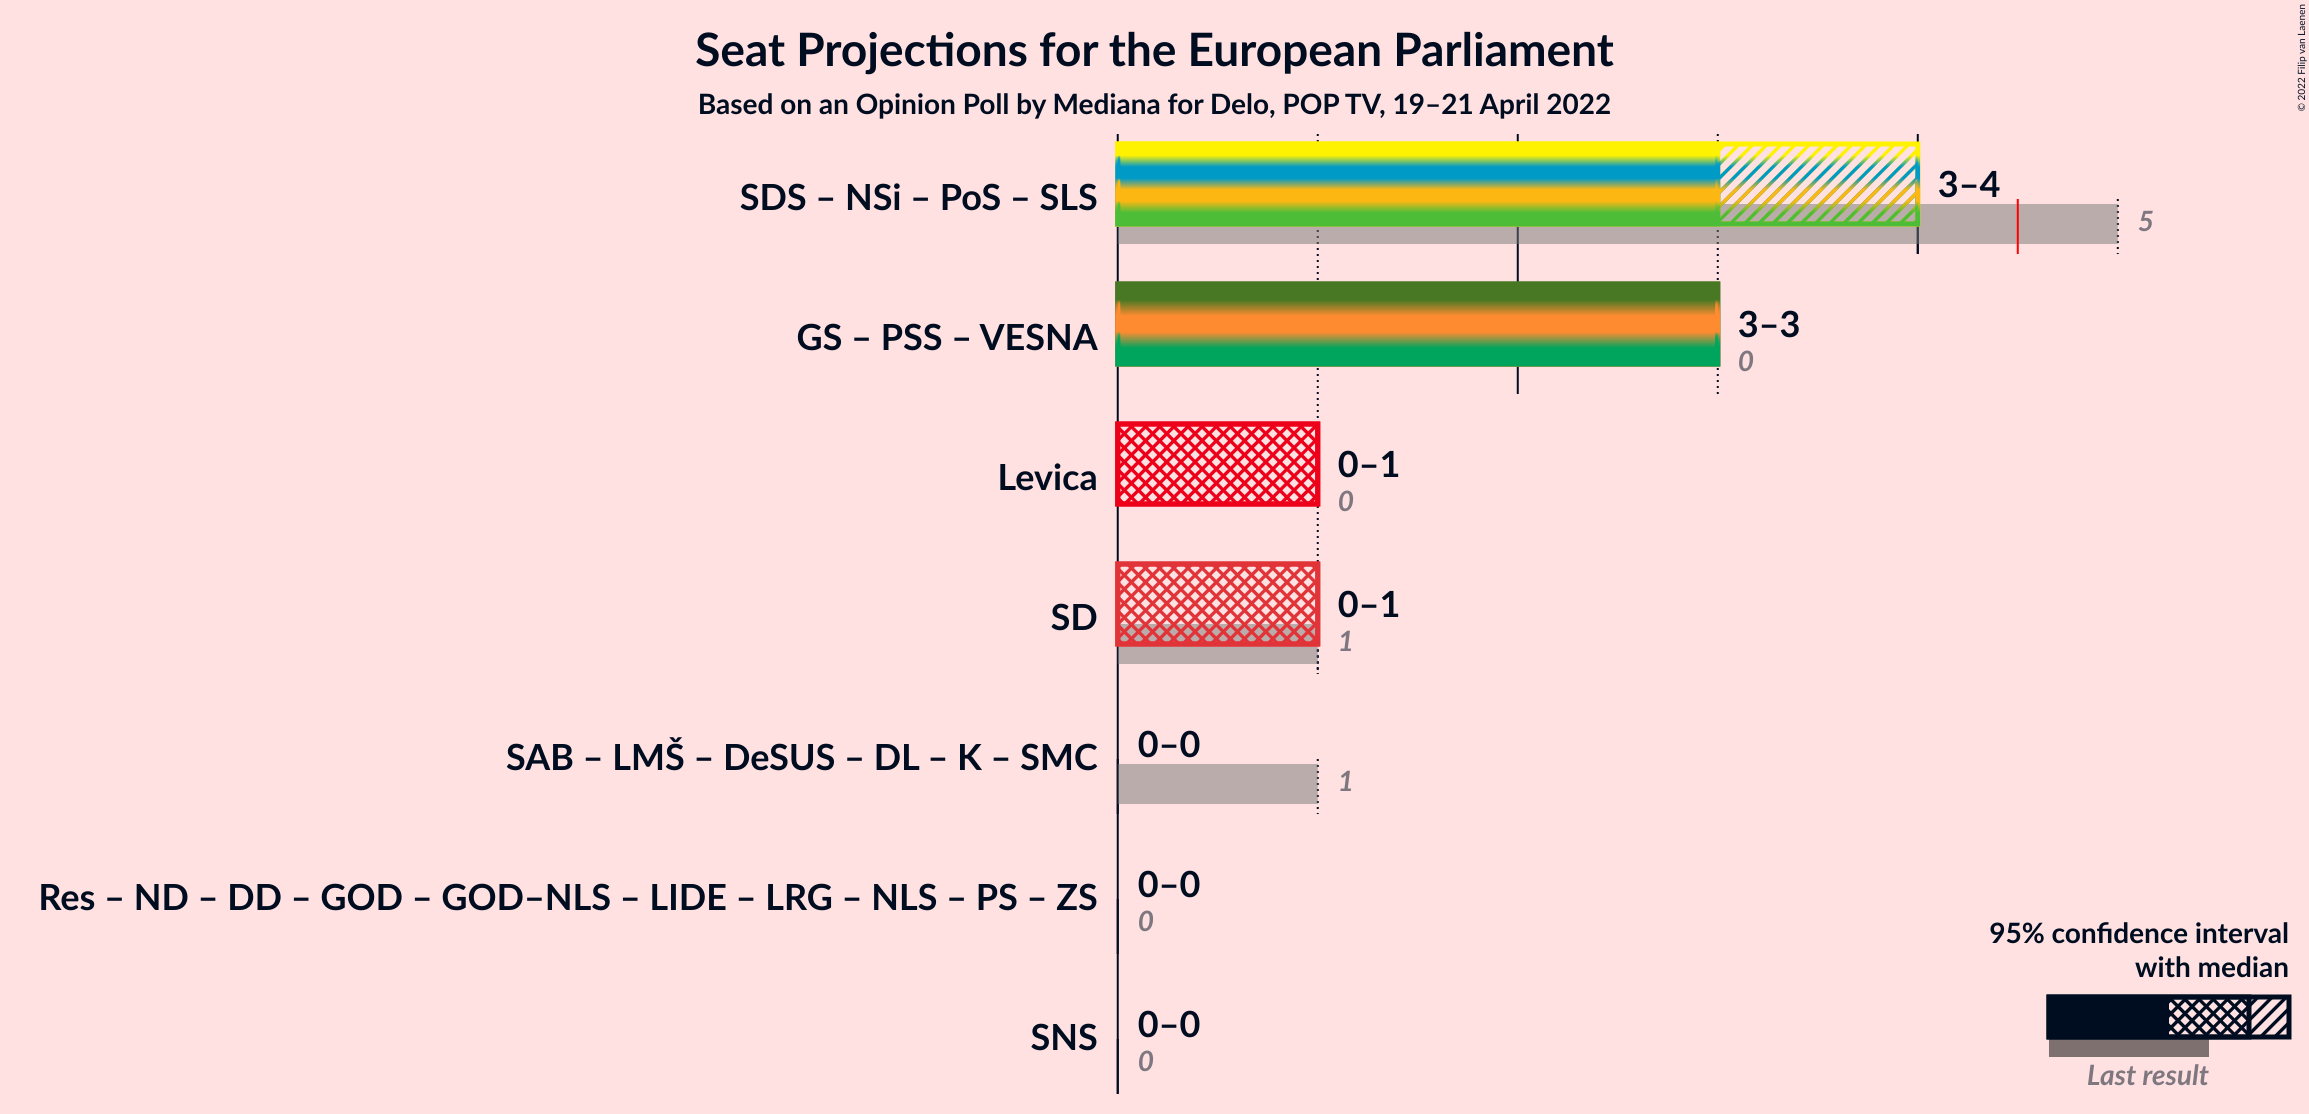 Seat Projections for the European Parliament
Based on an Opinion Poll by Mediana for Delo, POP TV, 19–21 April 2022
© 2022 Filip van Laenen
SDS – NSi – PoS – SLS
3–4
5
GS – PSS – VESNA
3–3
0
Levica
0–1
0
SD
0–1
1
SAB – LMŠ – DeSUS – DL – K – SMC
0–0
1
Res – ND – DD – GOD – GOD–NLS – LIDE – LRG – NLS – PS – ZS
0–0
0
SNS
0–0
0
95% confidence interval
with median
Last result